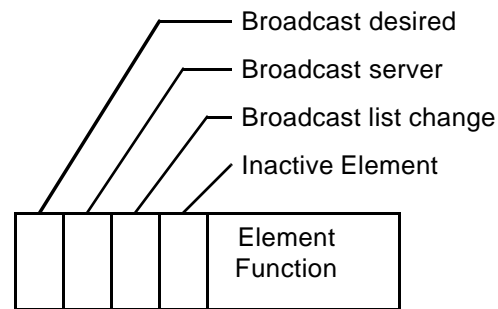 Broadcast desired
Broadcast server
Broadcast list change
Inactive Element
Element
Function